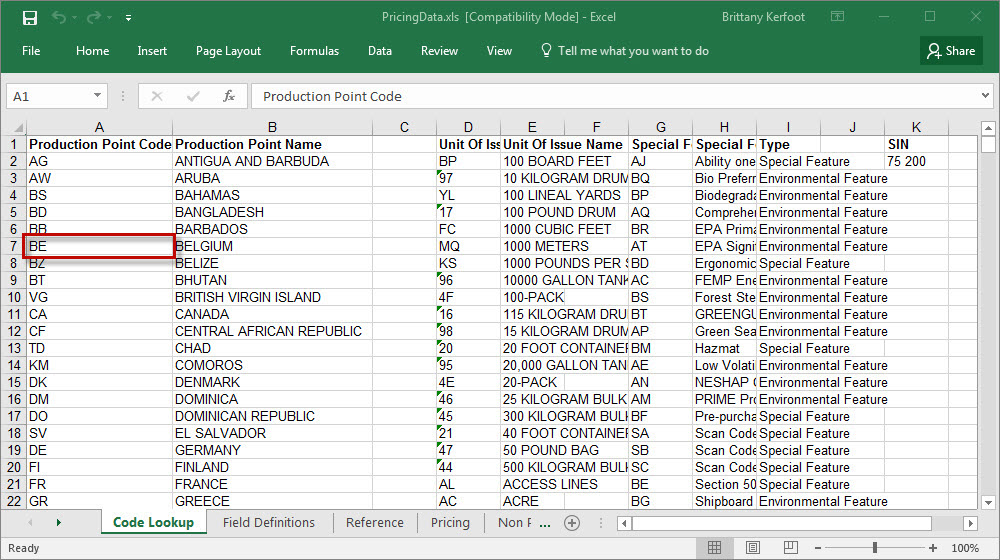 PricingData.xls [Compatibility Mode] - Excel Brittany Kerfoot
File Home Insert Page Layout Formulas Data Review View Tell me what you want to do Share
A1 fx Production Point Code
A B C D E F G H I J K
1 Production Point Code Production Point Name Unit Of Iss Unit Of Issue Name Special F Special F Type SIN
2 AG ANTIGUA AND BARBUDA BP 100 BOARD FEET AJ Ability one Special Feature 75 200
3 AW ARUBA 97 10 KILOGRAM DRUM BQ Bio Preferr Environmental Feature
4 BS BAHAMAS YL 100 LINEAL YARDS BP Biodegrada Environmental Feature
5 BD BANGLADESH 17 100 POUND DRUM AQ Comprehen Environmental Feature
6 BB BARBADOS FC 1000 CUBIC FEET BR EPA Prima Environmental Feature
7 BE BELGIUM MQ 1000 METERS AT EPA Signif Environmental Feature
8 BZ BELIZE KS 1000 POUNDS PER S BD Ergonomic Special Feature
9 BT BHUTAN 96 10000 GALLON TANK AC FEMP Ene Environmental Feature
10 VG BRITISH VIRGIN ISLAND 4F 100-PACK BS Forest Ste Environmental Feature
11 CA CANADA 16 115 KILOGRAM DRU BT GREENGU Environmental Feature
12 CF CENTRAL AFRICAN REPUBLIC 98 15 KILOGRAM DRUM AP Green Sea Environmental Feature
13 TD CHAD 20 20 FOOT CONTAINER BM Hazmat Special Feature
14 KM COMOROS 95 20,000 GALLON TAN AE Low Volati Environmental Feature
15 DK DENMARK 4E 20-PACK AN NESHAP C Environmental Feature
16 DM DOMINICA 46 25 KILOGRAM BULK AM PRIME Pro Environmental Feature
17 DO DOMINICAN REPUBLIC 45 300 KILOGRAM BULK BF Pre-purcha Special Feature
18 SV EL SALVADOR 21 40 FOOT CONTAINER SA Scan Code Special Feature
19 DE GERMANY 47 50 POUND BAG SB Scan Code Special Feature
20 FI FINLAND 44 500 KILOGRAM BULK SC Scan Code Special Feature
21 FR FRANCE AL ACCESS LINES BE Section 50 Special Feature
22 GR GREECE AC ACRE BG Shipboard Environmental Feature
Code Lookup Field Definitions Reference Pricing Non F ...
Ready 100%